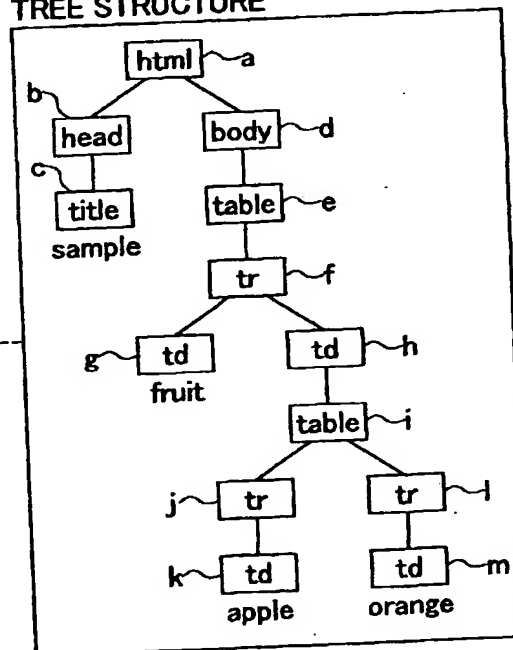 TREE STRUCTURE
html a
b
head body d
c
title table e
sample
tr f
g td td h
fruit
table i
j tr tr l
k td td m
apple orange